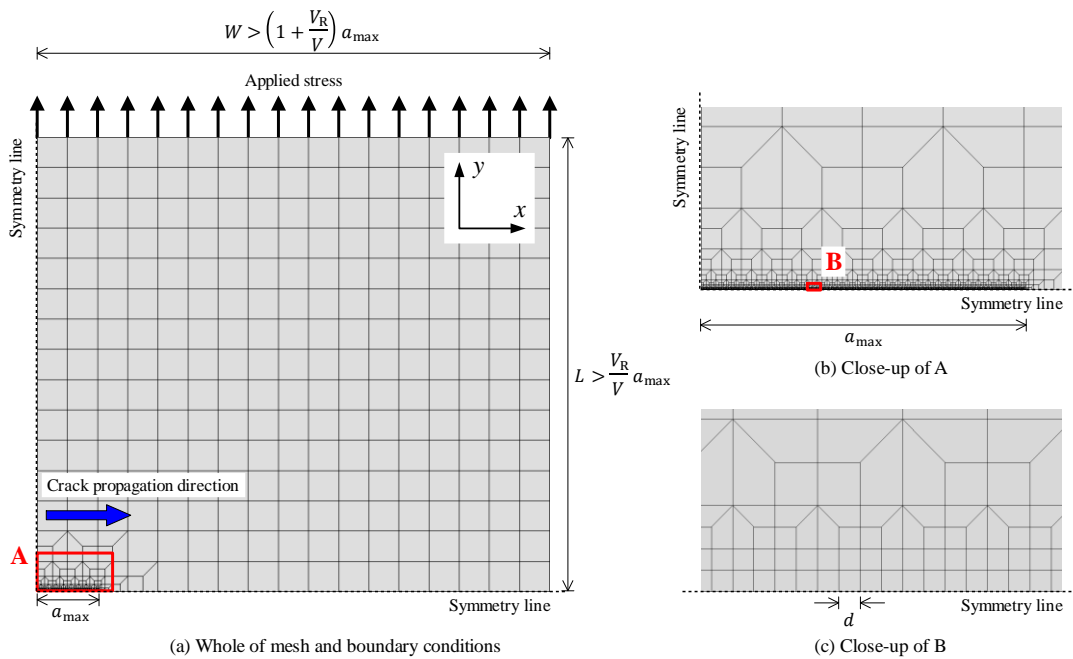 W > (1 + V_R/V) a_max
Applied stress
Symmetry line
y
x
L > V_R/V a_max
Crack propagation direction
A
a_max
Symmetry line
(a) Whole of mesh and boundary conditions
Symmetry line
B
Symmetry line
a_max
(b) Close-up of A
d
Symmetry line
(c) Close-up of B